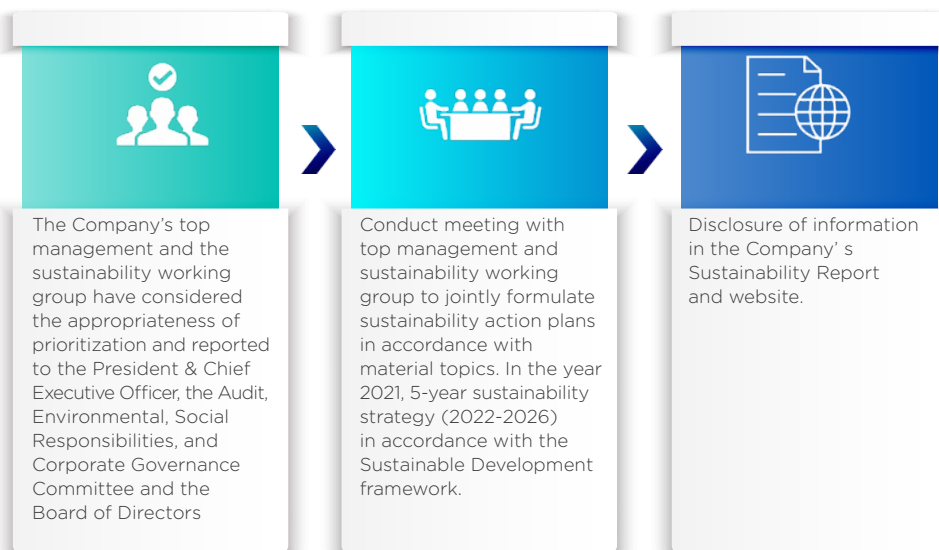 The Company’s top
management and the
sustainability working
group have considered
the appropriateness of
prioritization and reported
to the President & Chief
Executive Officer, the Audit,
Environmental, Social
Responsibilities, and
Corporate Governance
Committee and the
Board of Directors
Conduct meeting with
top management and
sustainability working
group to jointly formulate
sustainability action plans
in accordance with
material topics. In the year
2021, 5-year sustainability
strategy (2022-2026)
in accordance with the
Sustainable Development
framework.
Disclosure of information
in the Company’ s
Sustainability Report
and website.